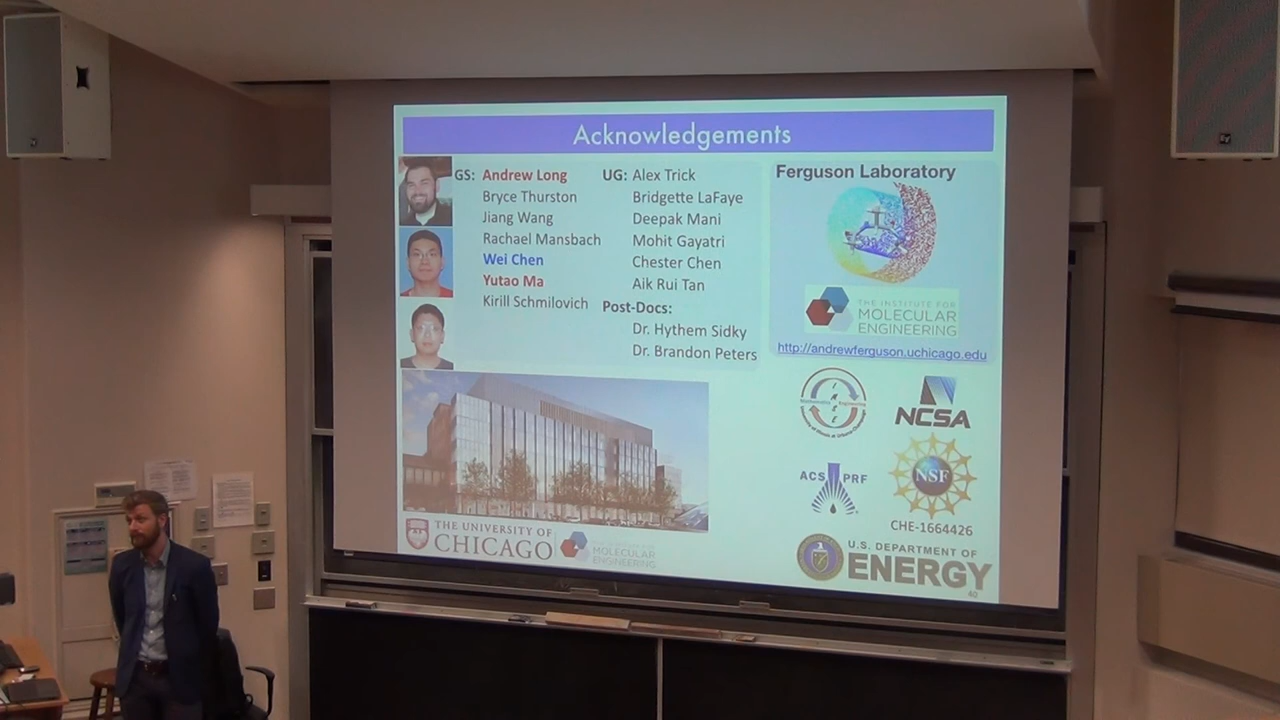 Acknowledgements
GS: Andrew Long
Bryce Thurston
Jiang Wang
Rachael Mansbach
Wei Chen
Yutao Ma
Kirill Schmilovich
UG: Alex Trick
Bridgette LaFaye
Deepak Mani
Mohit Gayatri
Chester Chen
Aik Rui Tan
Post-Docs:
Dr. Hythem Sidky
Dr. Brandon Peters
Ferguson Laboratory
THE INSTITUTE FOR
MOLECULAR
ENGINEERING
http://andrewferguson.uchicago.edu
NCSA
ACS PRF
NSF
CHE-1664426
THE UNIVERSITY OF
CHICAGO
MOLECULAR
ENGINEERING
U.S. DEPARTMENT OF
ENERGY
40